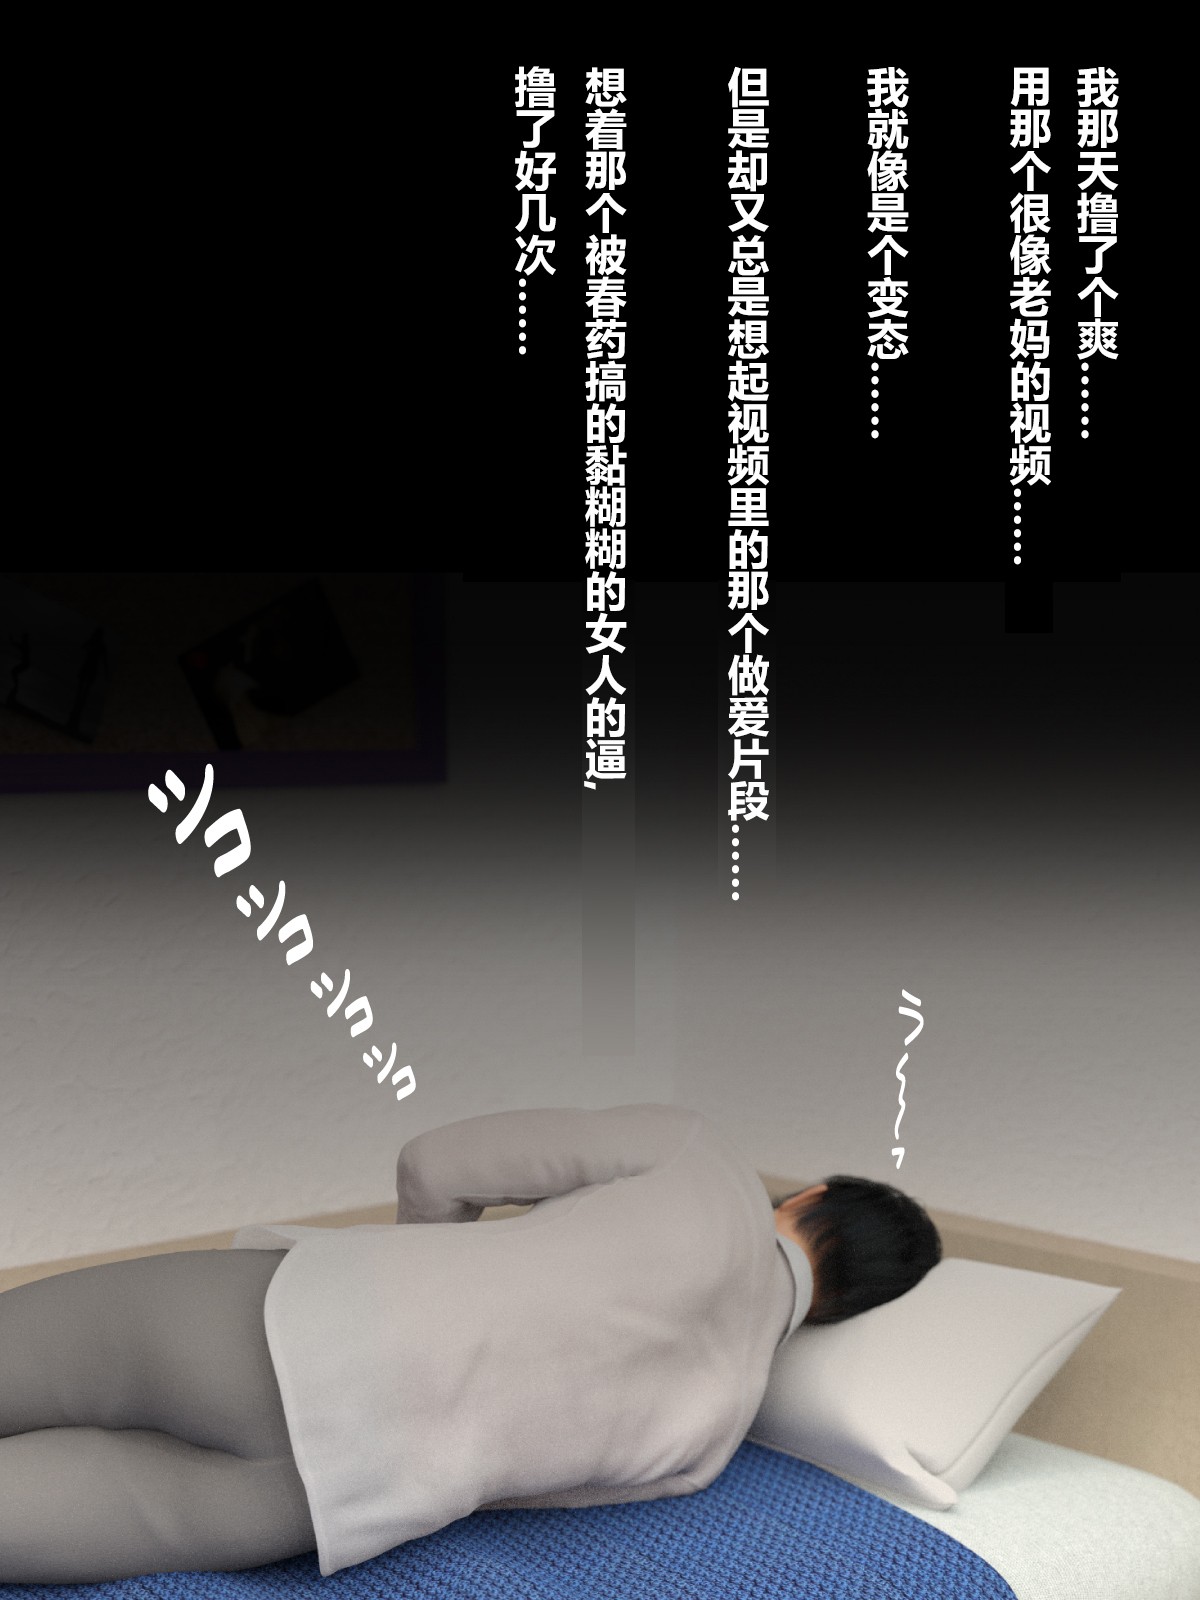 我那天撸了个爽……
用那个很像老妈的视频……
我就像是个变态……
但是却又总是想起视频里的那个做爱片段……
想着那个被春药搞的黏糊糊的女人的逼,
撸了好几次……
う～～っ
シコシコシコシコ